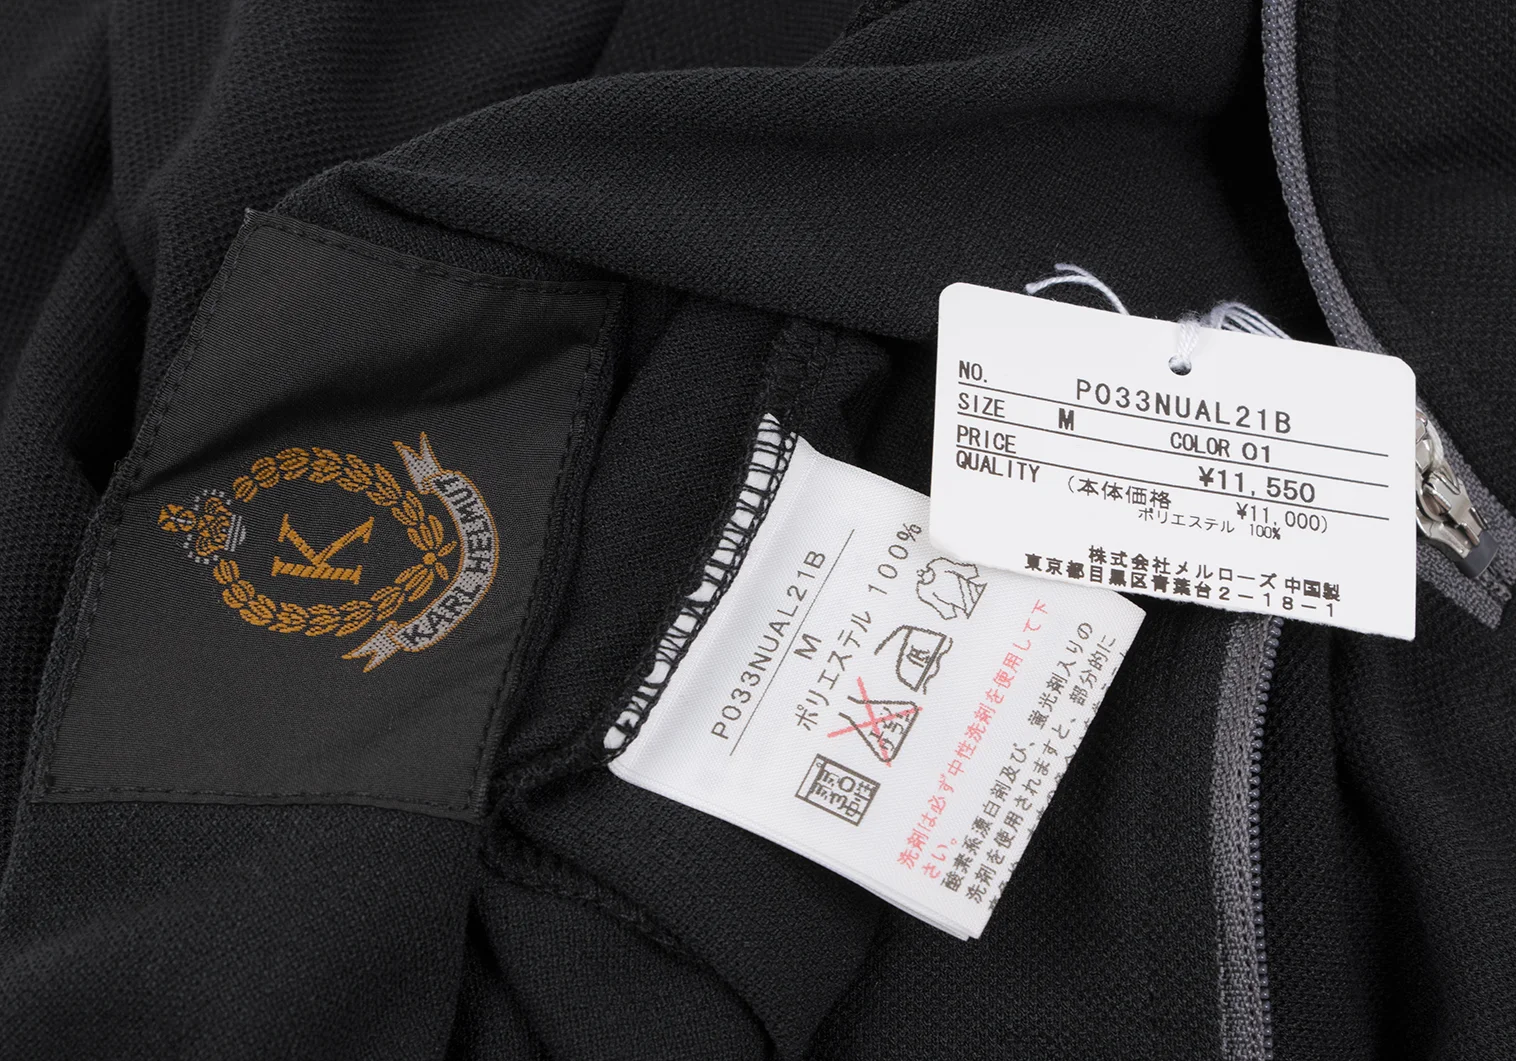 K
KARL HELMUT
NO. P033NUAL21B
SIZE M COLOR 01
PRICE ¥11,550
(本体価格 ¥11,000)
QUALITY ポリエステル 100%
株式会社メルローズ 中国製
東京都目黒区青葉台2-18-1
P033NUAL21B
M
ポリエステル 100%
中性
洗剤は必ず中性洗剤を使用して下
さい。
酸素系漂白剤及び、蛍光剤入りの
洗剤を使用されますと、部分的に